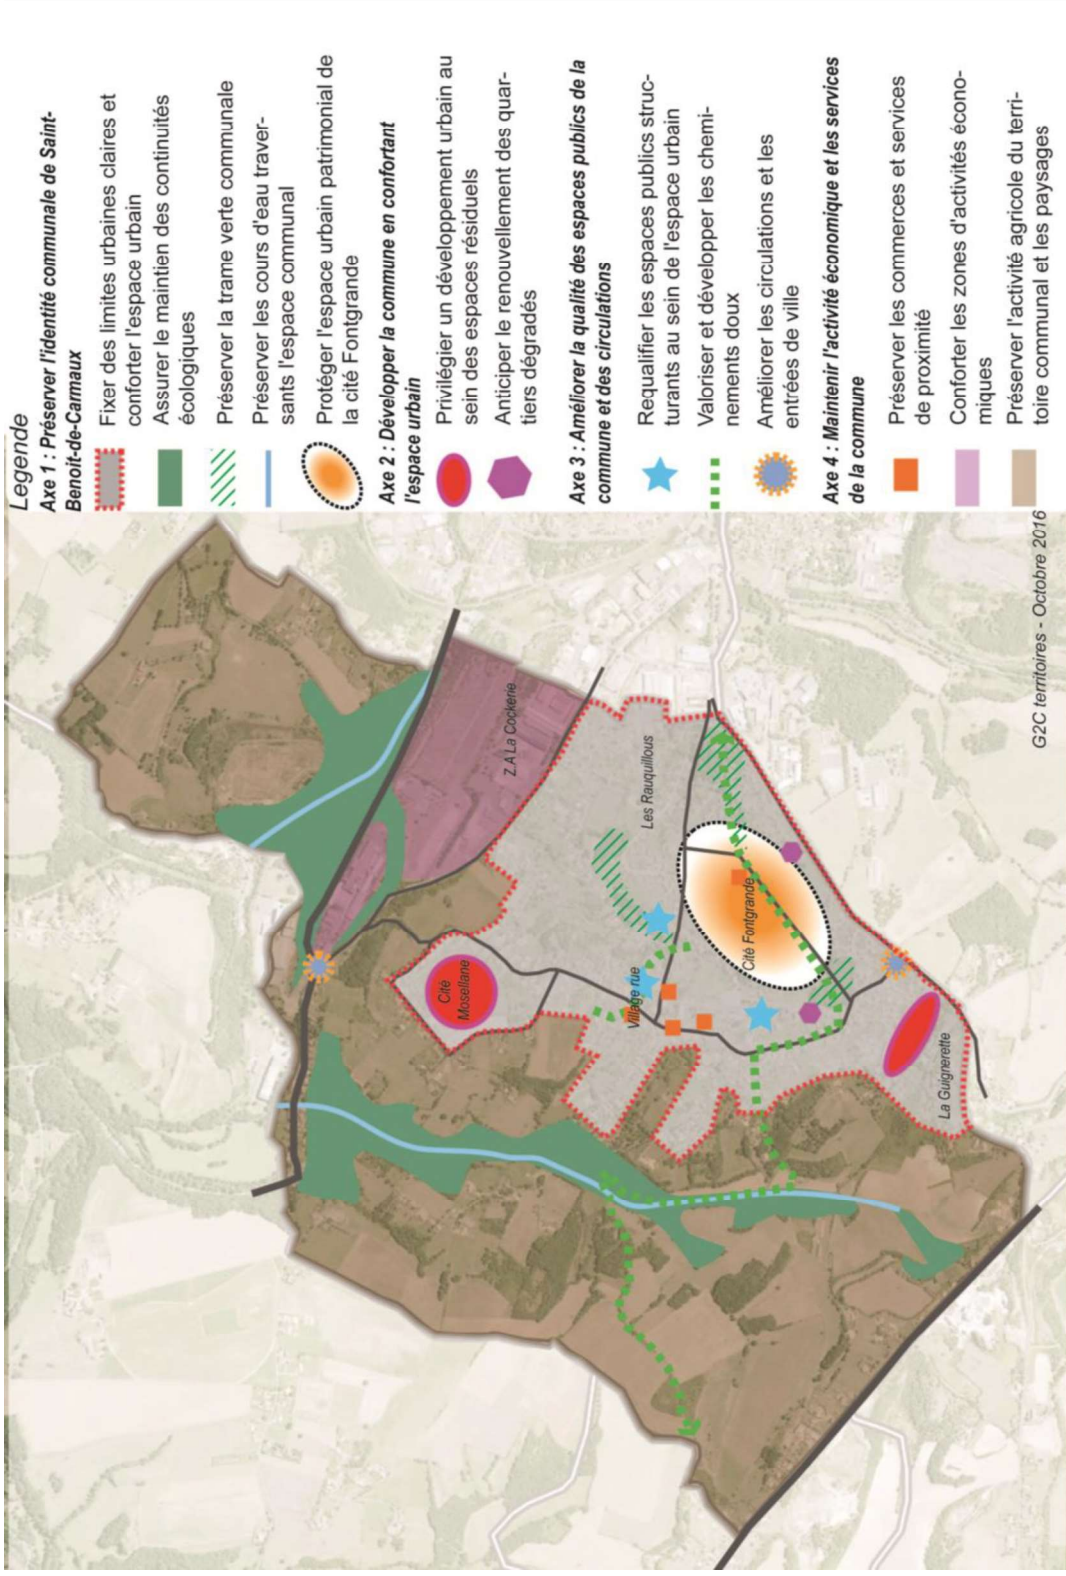 Legende
Axe 1 : Préserver l'identité communale de Saint-
Benoit-de-Carmaux
Fixer des limites urbaines claires et
conforter l'espace urbain
Assurer le maintien des continuités
écologiques
Préserver la trame verte communale
Préserver les cours d'eau traver-
sants l'espace communal
Protéger l'espace urbain patrimonial de
la cité Fontgrande
Axe 2 : Développer la commune en confortant
l'espace urbain
Privilégier un développement urbain au
sein des espaces résiduels
Anticiper le renouvellement des quar-
tiers dégradés
Axe 3 : Améliorer la qualité des espaces publics de la
commune et des circulations
Requalifier les espaces publics struc-
turants au sein de l'espace urbain
Valoriser et développer les chemi-
nements doux
Améliorer les circulations et les
entrées de ville
Axe 4 : Maintenir l'activité économique et les services
de la commune
Préserver les commerces et services
de proximité
Conforter les zones d'activités écono-
miques
Préserver l'activité agricole du terri-
toire communal et les paysages
Z.A La Cockerie
Les Rauquillous
Cité
Mosellane
Village rue
Cité Fontgrande
La Guignerette
G2C territoires - Octobre 2016